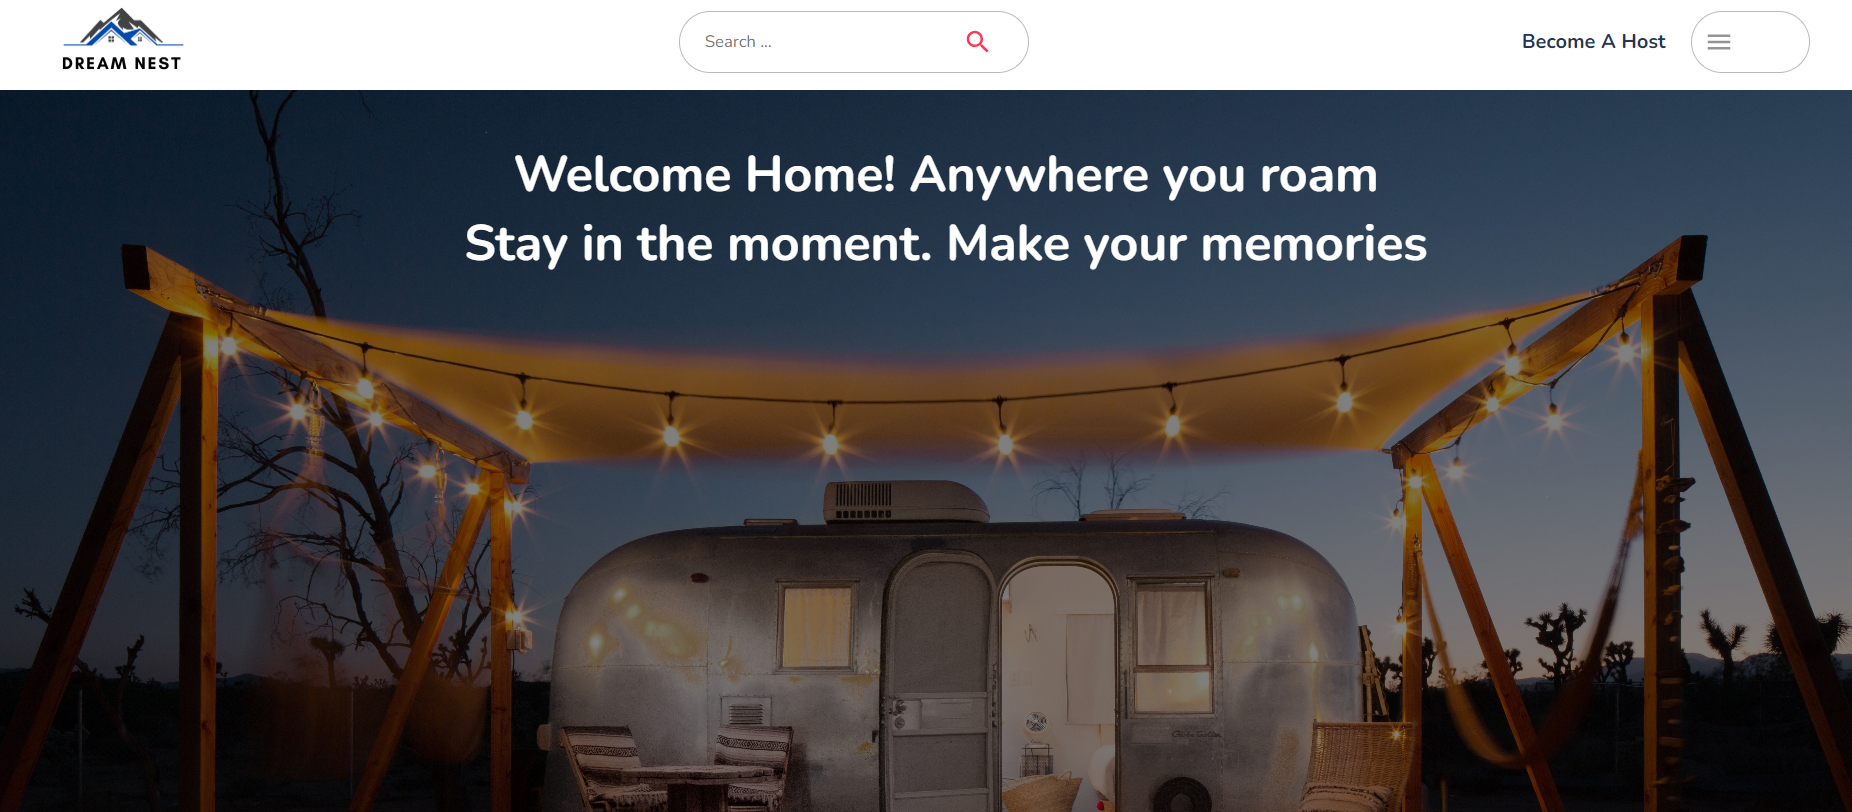 DREAM NEST
Search ...
Become A Host
Welcome Home! Anywhere you roam
Stay in the moment. Make your memories